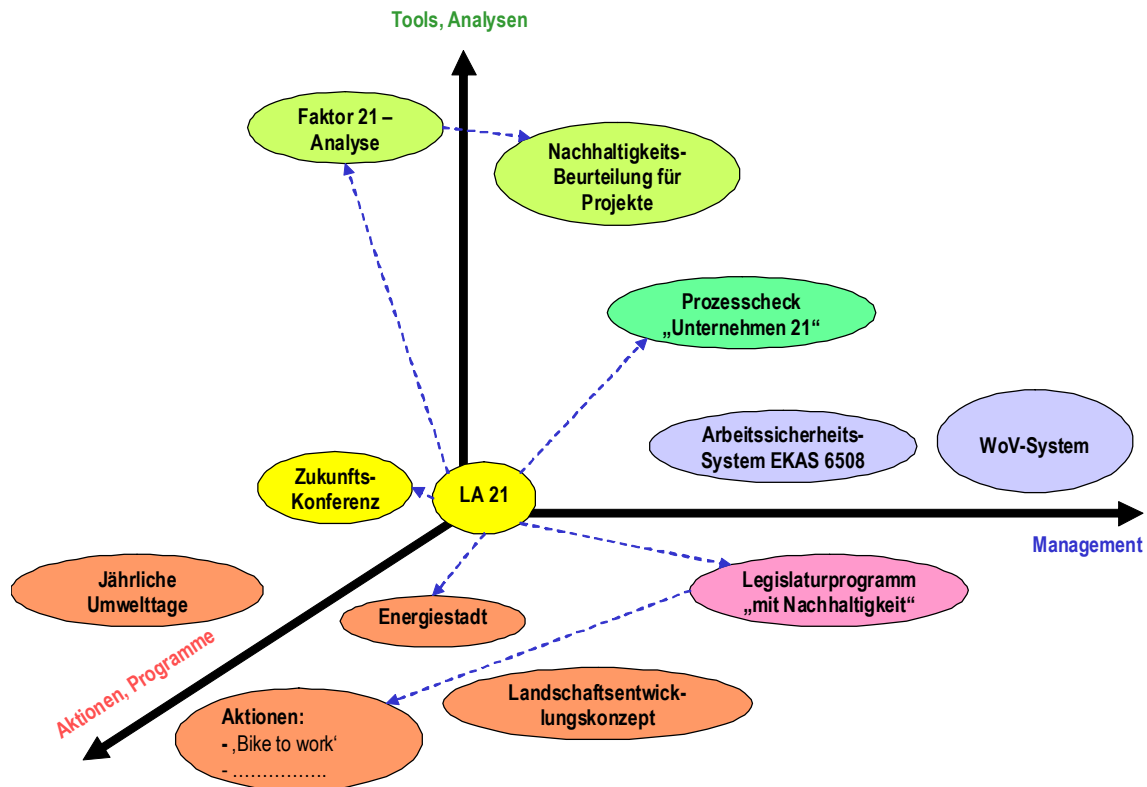 Tools, Analysen
Faktor 21 –
Analyse
Nachhaltigkeits-
Beurteilung für
Projekte
Prozesscheck
„Unternehmen 21“
Arbeitssicherheits-
System EKAS 6508
WoV-System
Zukunfts-
Konferenz
LA 21
Management
Jährliche
Umwelttage
Energiestadt
Legislaturprogramm
„mit Nachhaltigkeit“
Aktionen, Programme
Landschaftsentwick-
lungskonzept
Aktionen:
- ‚Bike to work‘
- …………….